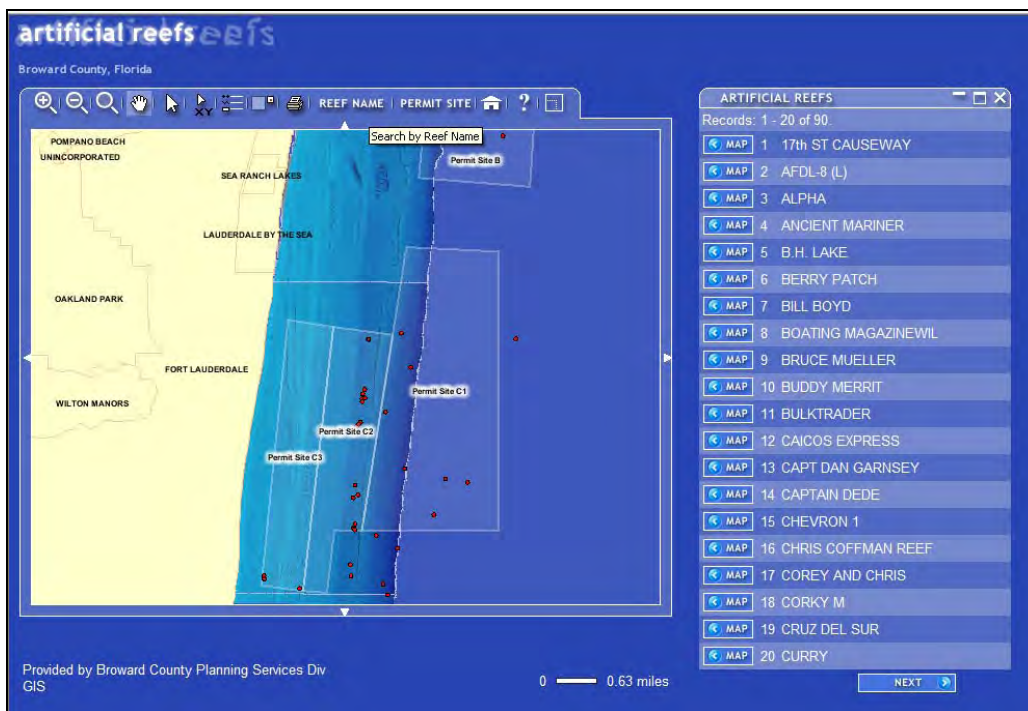 artificial reefs
Broward County, Florida
XY
REEF NAME | PERMIT SITE
?
Search by Reef Name
POMPANO BEACH
UNINCORPORATED
SEA RANCH LAKES
Permit Site B
LAUDERDALE BY THE SEA
OAKLAND PARK
FORT LAUDERDALE
WILTON MANORS
Permit Site C1
Permit Site C2
Permit Site C3
Provided by Broward County Planning Services Div
GIS
0 0.63 miles
ARTIFICIAL REEFS
Records: 1 - 20 of 90.
MAP 1 17th ST CAUSEWAY
MAP 2 AFDL-8 (L)
MAP 3 ALPHA
MAP 4 ANCIENT MARINER
MAP 5 B.H. LAKE
MAP 6 BERRY PATCH
MAP 7 BILL BOYD
MAP 8 BOATING MAGAZINEWIL
MAP 9 BRUCE MUELLER
MAP 10 BUDDY MERRIT
MAP 11 BULKTRADER
MAP 12 CAICOS EXPRESS
MAP 13 CAPT DAN GARNSEY
MAP 14 CAPTAIN DEDE
MAP 15 CHEVRON 1
MAP 16 CHRIS COFFMAN REEF
MAP 17 COREY AND CHRIS
MAP 18 CORKY M
MAP 19 CRUZ DEL SUR
MAP 20 CURRY
NEXT